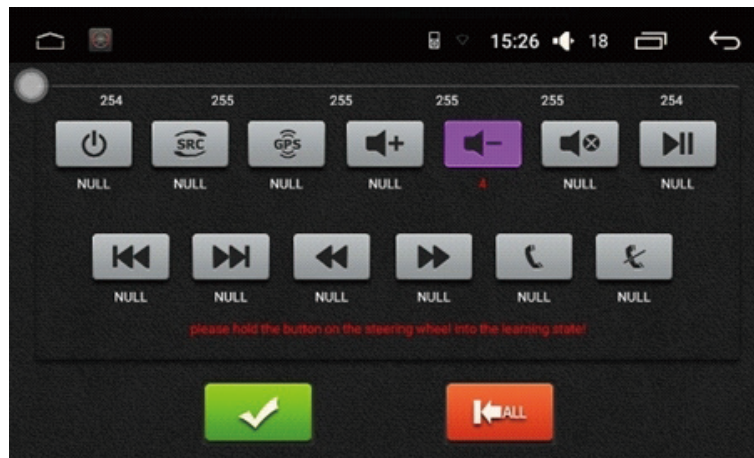 15:26 18
254 255 255 255 255 254
SRC GPS
NULL NULL NULL NULL 4 NULL NULL
NULL NULL NULL NULL NULL NULL
please hold the button on the steering wheel into the learning state!
ALL